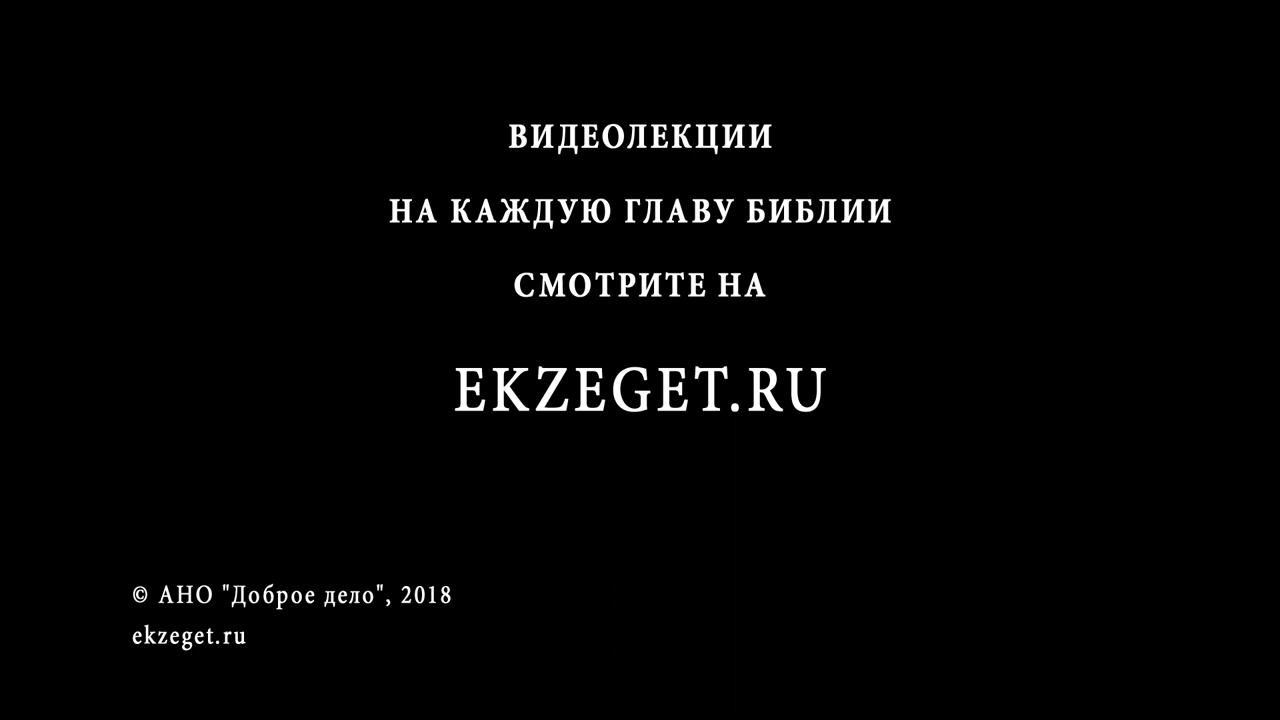 ВИДЕОЛЕКЦИИ
НА КАЖДУЮ ГЛАВУ БИБЛИИ
СМОТРИТЕ НА
EKZEGET.RU
© АНО "Доброе дело", 2018
ekzeget.ru